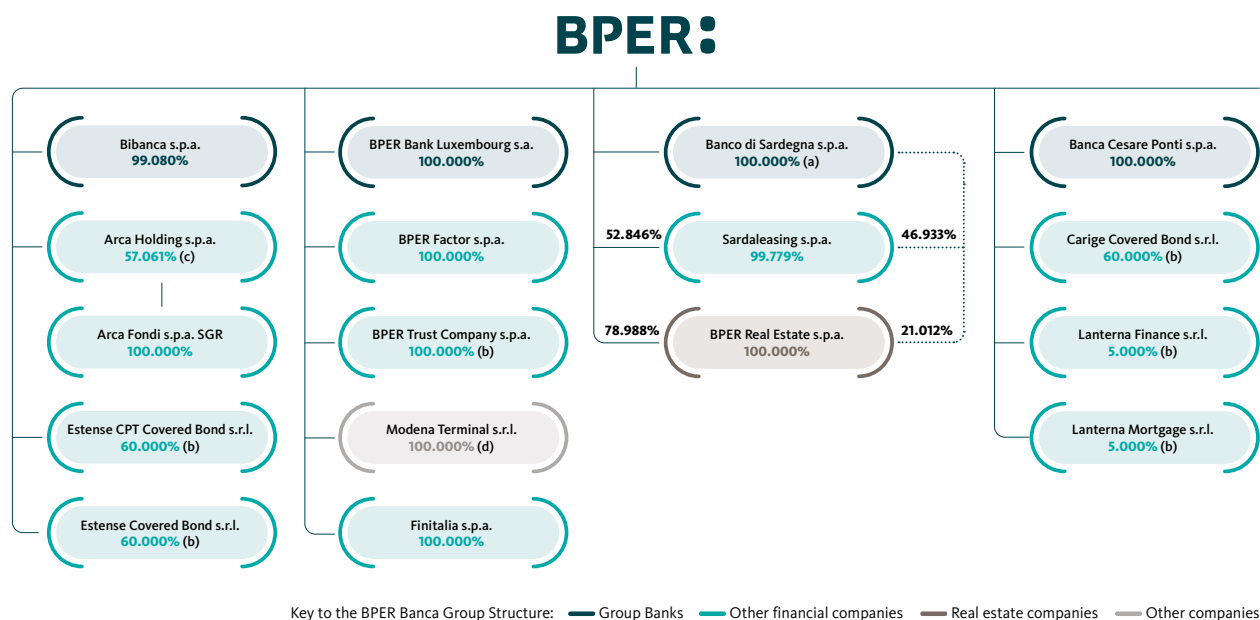 BPER:
Bibanca s.p.a.
99.080%
Arca Holding s.p.a.
57.061% (c)
Arca Fondi s.p.a. SGR
100.000%
Estense CPT Covered Bond s.r.l.
60.000% (b)
Estense Covered Bond s.r.l.
60.000% (b)
BPER Bank Luxembourg s.a.
100.000%
BPER Factor s.p.a.
100.000%
BPER Trust Company s.p.a.
100.000% (b)
Modena Terminal s.r.l.
100.000% (d)
Finitalia s.p.a.
100.000%
Banco di Sardegna s.p.a.
100.000% (a)
52.846%
Sardaleasing s.p.a.
99.779%
46.933%
78.988%
BPER Real Estate s.p.a.
100.000%
21.012%
Banca Cesare Ponti s.p.a.
100.000%
Carige Covered Bond s.r.l.
60.000% (b)
Lanterna Finance s.r.l.
5.000% (b)
Lanterna Mortgage s.r.l.
5.000% (b)
Key to the BPER Banca Group Structure: Group Banks Other financial companies Real estate companies Other companies